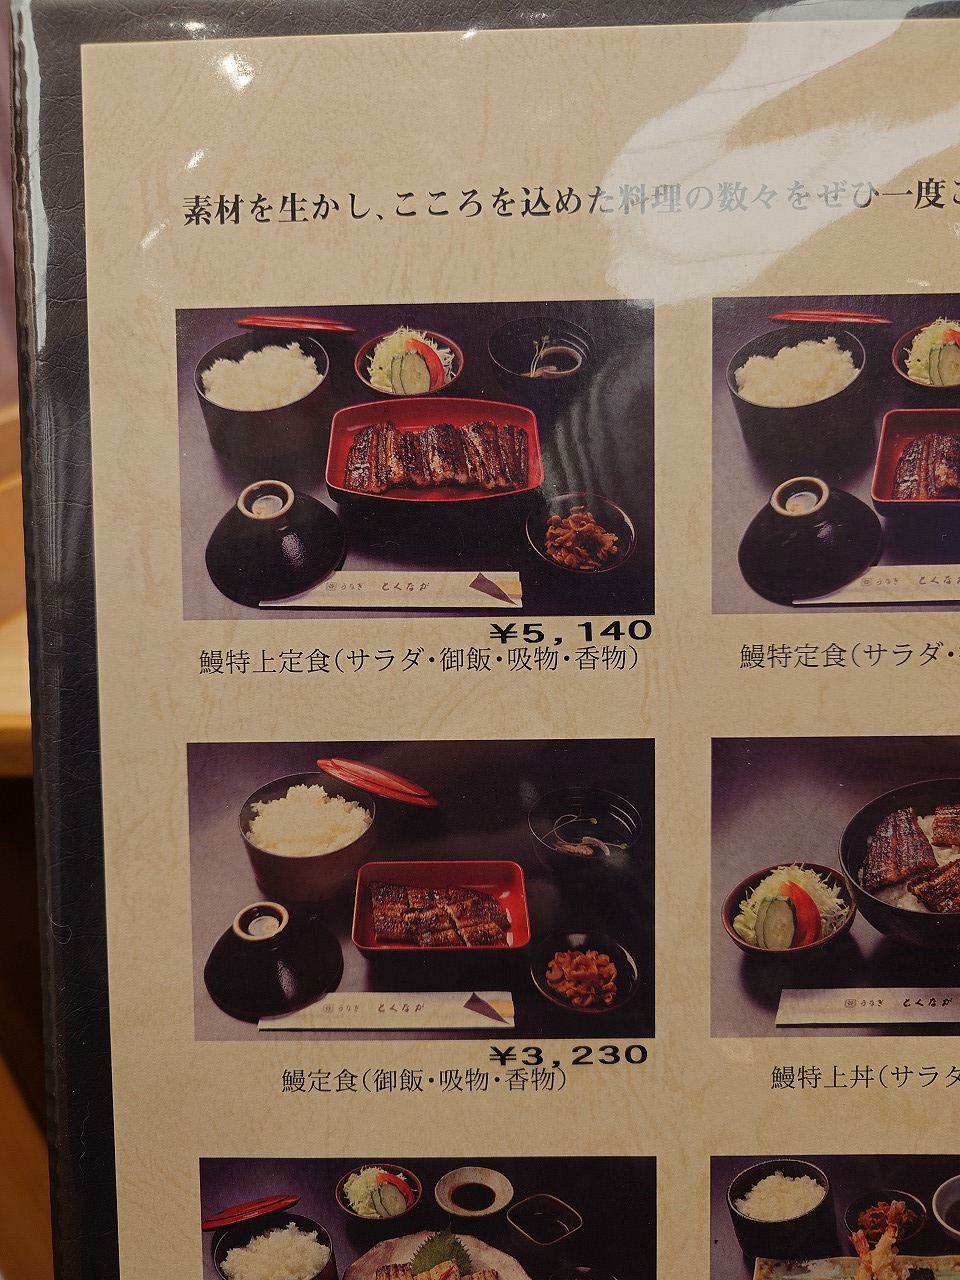 素材を生かし、こころを込めた料理の数々をぜひ一度
うなぎ とくなが
うなぎ とくなが
¥5,140
鰻特上定食(サラダ・御飯・吸物・香物)
鰻特定食(サラダ・
うなぎ とくなが
うなぎ とくなが
¥3,230
鰻定食(御飯・吸物・香物)
鰻特上丼(サラダ